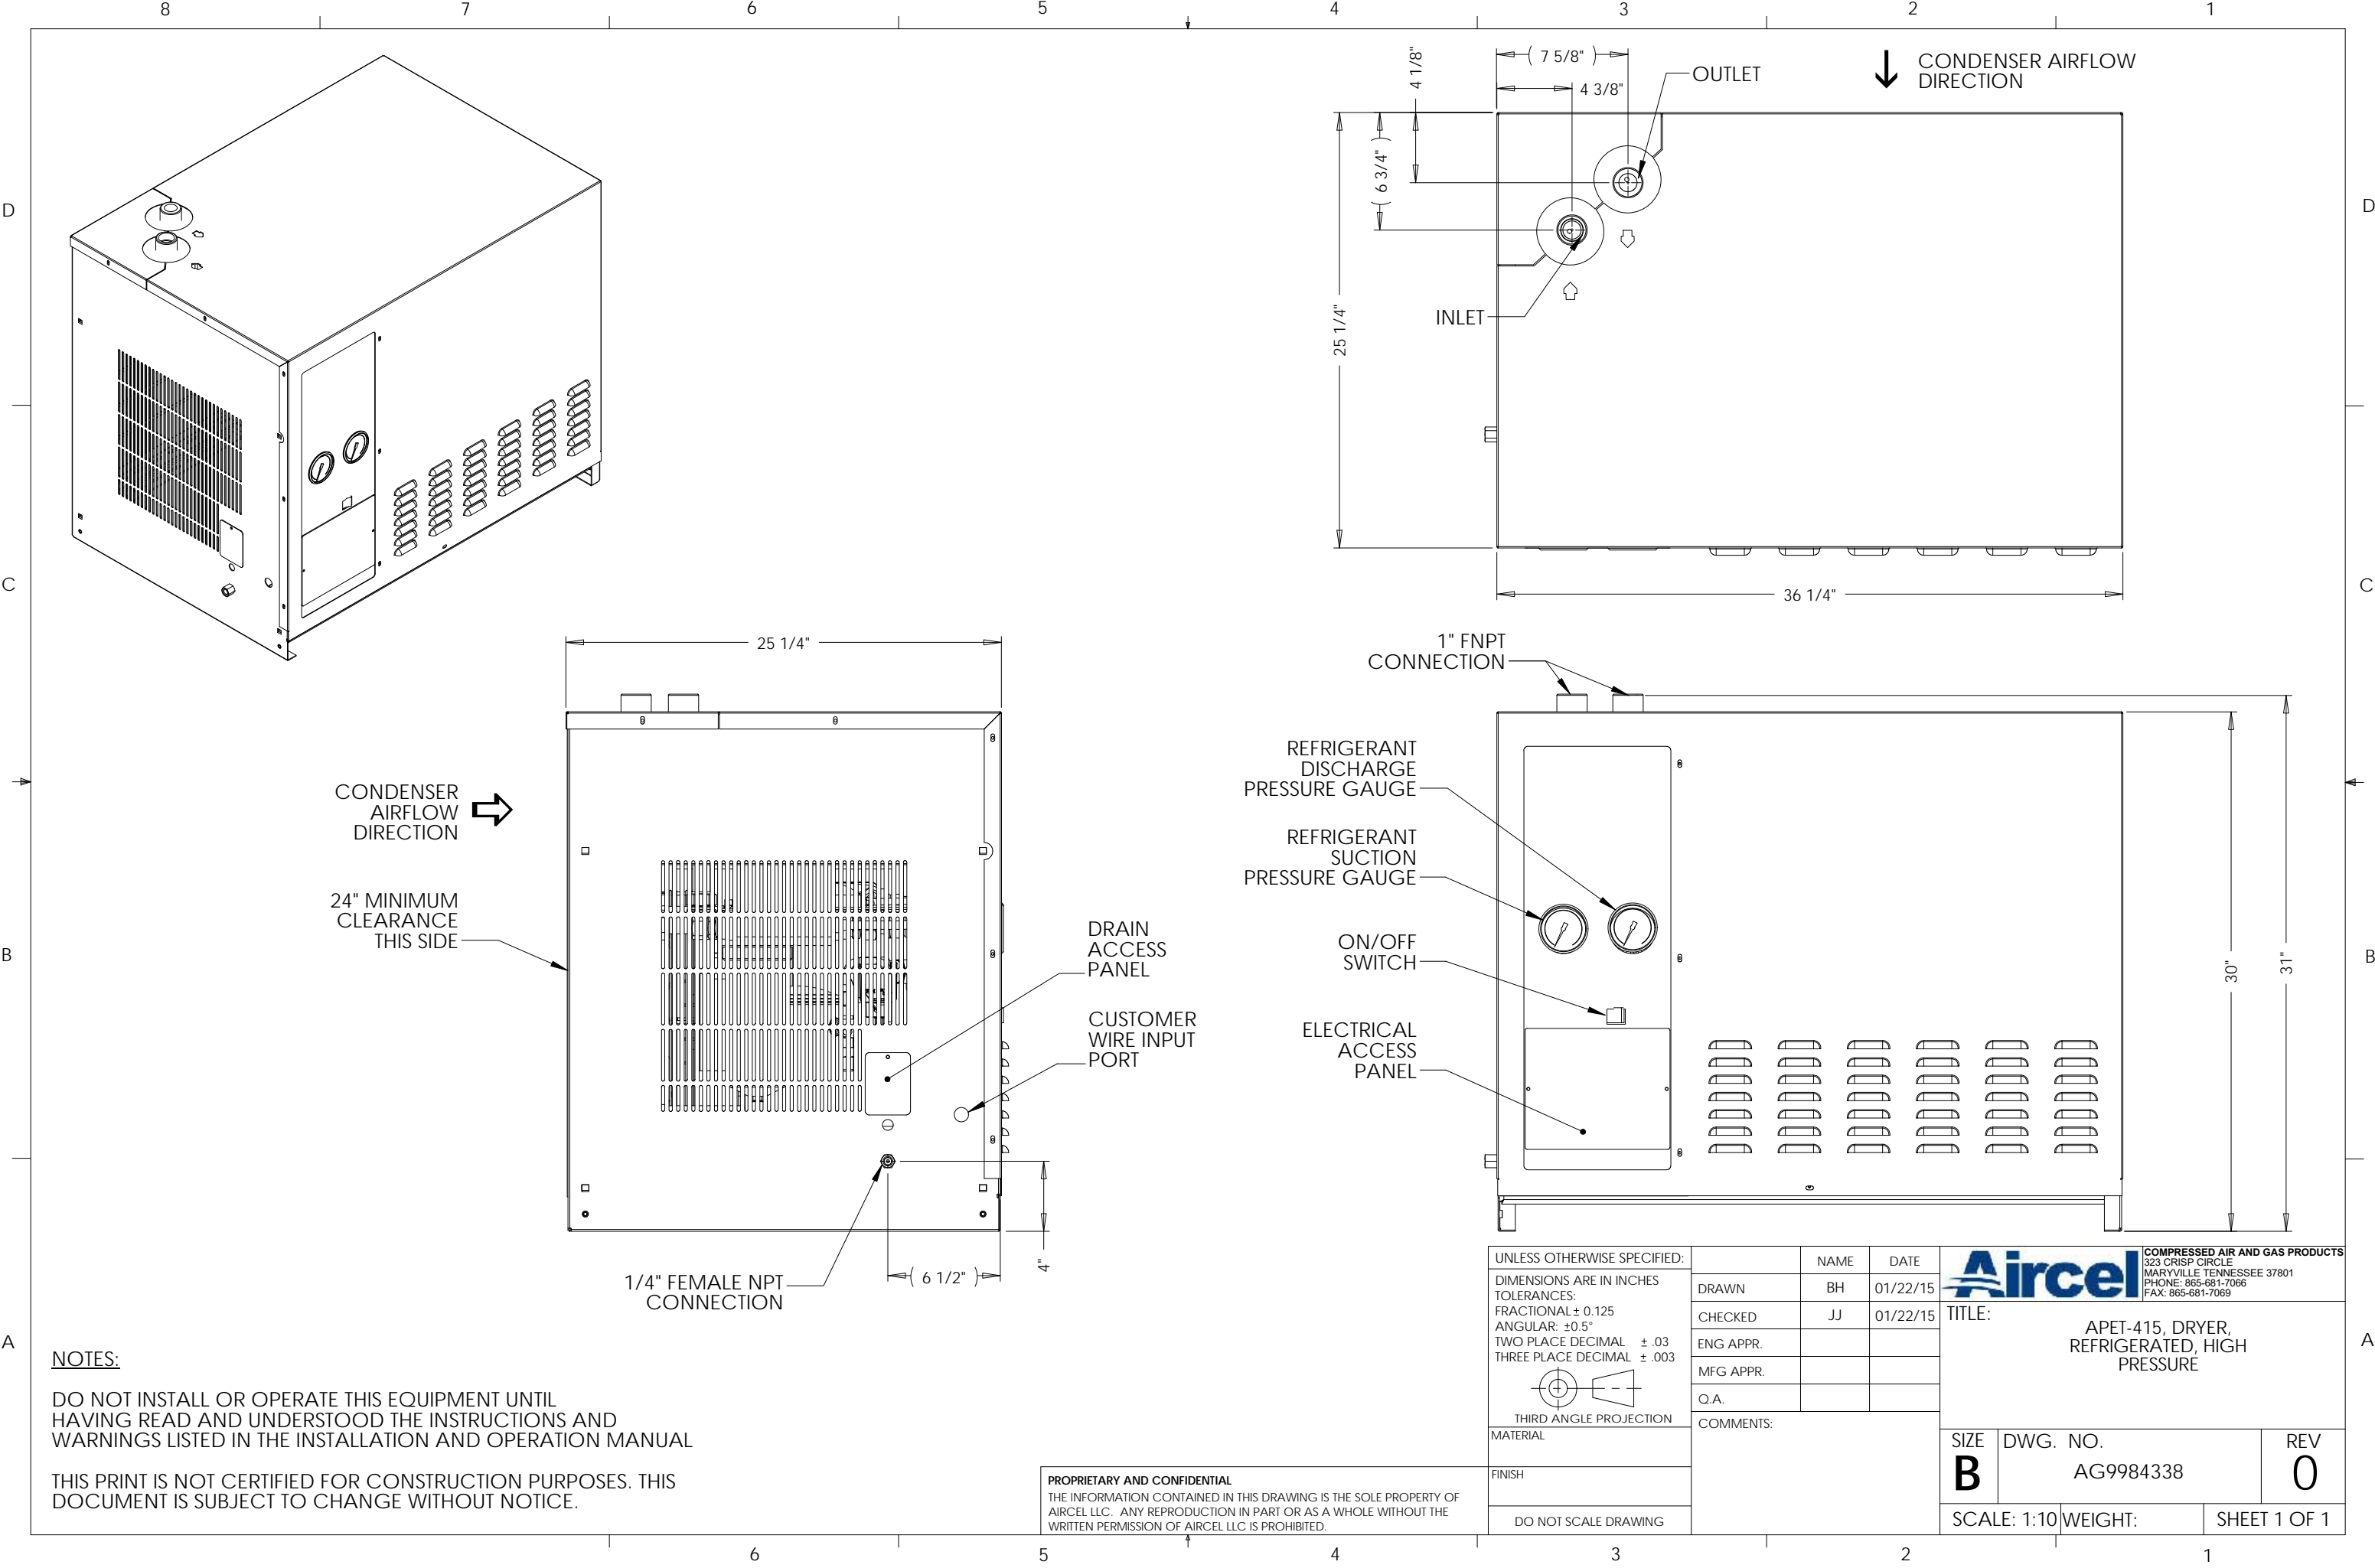 8 7 6 5 4 3 2 1
D
C
B
A
D
C
B
A
6 5 4 3 2 1
( 7 5/8" )
4 3/8"
4 1/8"
( 6 3/4" )
25 1/4"
36 1/4"
OUTLET
INLET
CONDENSER AIRFLOW
DIRECTION
25 1/4"
CONDENSER
AIRFLOW
DIRECTION
24" MINIMUM
CLEARANCE
THIS SIDE
DRAIN
ACCESS
PANEL
CUSTOMER
WIRE INPUT
PORT
1/4" FEMALE NPT
CONNECTION
( 6 1/2" )
4"
1" FNPT
CONNECTION
REFRIGERANT
DISCHARGE
PRESSURE GAUGE
REFRIGERANT
SUCTION
PRESSURE GAUGE
ON/OFF
SWITCH
ELECTRICAL
ACCESS
PANEL
30"
31"
NOTES:
DO NOT INSTALL OR OPERATE THIS EQUIPMENT UNTIL
HAVING READ AND UNDERSTOOD THE INSTRUCTIONS AND
WARNINGS LISTED IN THE INSTALLATION AND OPERATION MANUAL
THIS PRINT IS NOT CERTIFIED FOR CONSTRUCTION PURPOSES. THIS
DOCUMENT IS SUBJECT TO CHANGE WITHOUT NOTICE.
PROPRIETARY AND CONFIDENTIAL
THE INFORMATION CONTAINED IN THIS DRAWING IS THE SOLE PROPERTY OF
AIRCEL LLC. ANY REPRODUCTION IN PART OR AS A WHOLE WITHOUT THE
WRITTEN PERMISSION OF AIRCEL LLC IS PROHIBITED.
UNLESS OTHERWISE SPECIFIED:
DIMENSIONS ARE IN INCHES
TOLERANCES:
FRACTIONAL ± 0.125
ANGULAR: ±0.5°
TWO PLACE DECIMAL ± .03
THREE PLACE DECIMAL ± .003
THIRD ANGLE PROJECTION
MATERIAL
FINISH
DO NOT SCALE DRAWING
NAME DATE
DRAWN BH 01/22/15
CHECKED JJ 01/22/15
ENG APPR.
MFG APPR.
Q.A.
COMMENTS:
Aircel
COMPRESSED AIR AND GAS PRODUCTS
323 CRISP CIRCLE
MARYVILLE TENNESSEE 37801
PHONE: 865-681-7066
FAX: 865-681-7069
TITLE:
APET-415, DRYER,
REFRIGERATED, HIGH
PRESSURE
SIZE
B
DWG. NO.
AG9984338
REV
0
SCALE: 1:10 WEIGHT: SHEET 1 OF 1